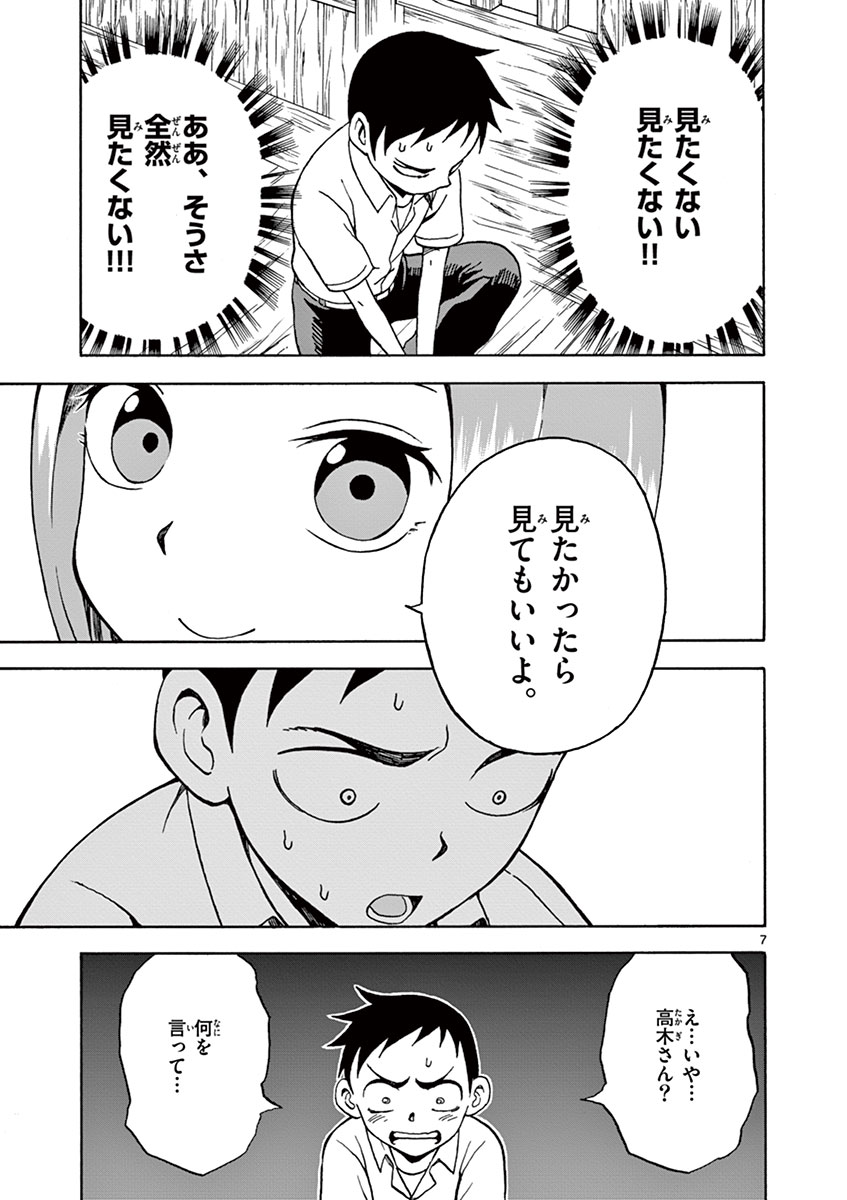 見たくない
見たくない!!
ああ、そうさ
全然
見たくない!!!
見たかったら
見てもいいよ。
7
え…いや…
高木さん?
何を
言って…